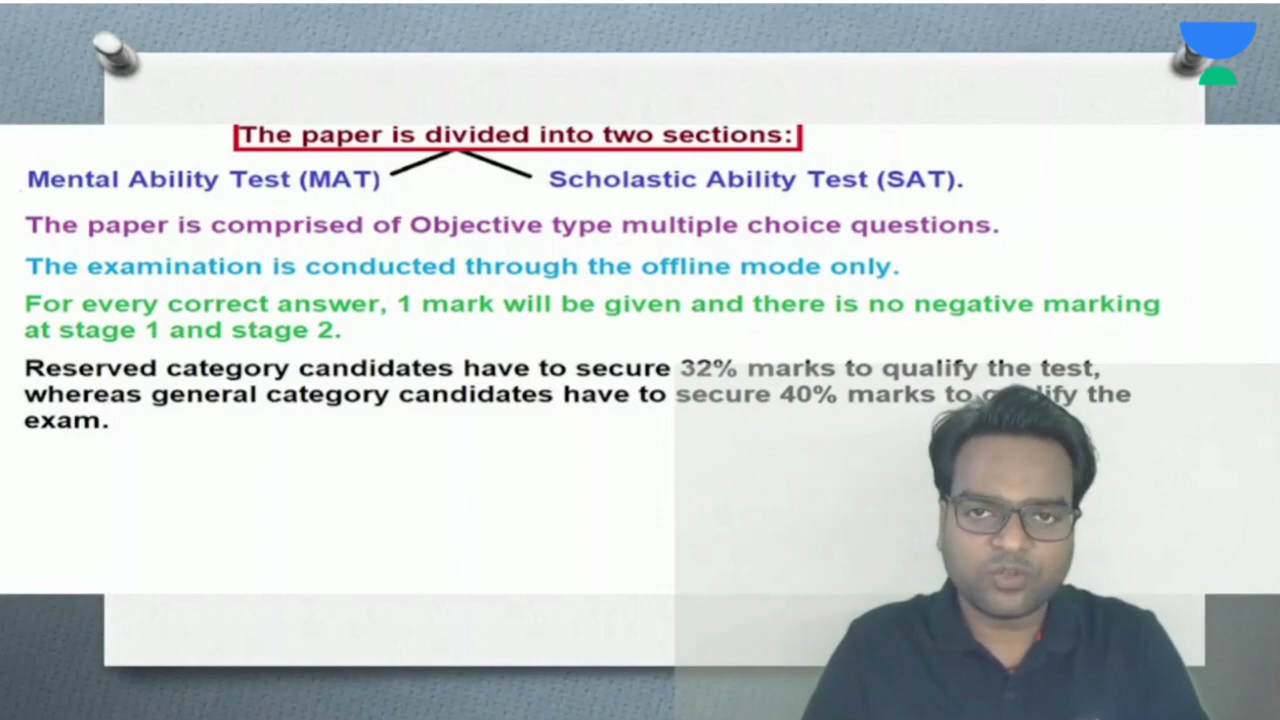 The paper is divided into two sections:
Mental Ability Test (MAT)
Scholastic Ability Test (SAT).
The paper is comprised of Objective type multiple choice questions.
The examination is conducted through the offline mode only.
For every correct answer, 1 mark will be given and there is no negative marking
at stage 1 and stage 2.
Reserved category candidates have to secure 32% marks to qualify the test,
whereas general category candidates have to secure 40% marks to qualify the
exam.